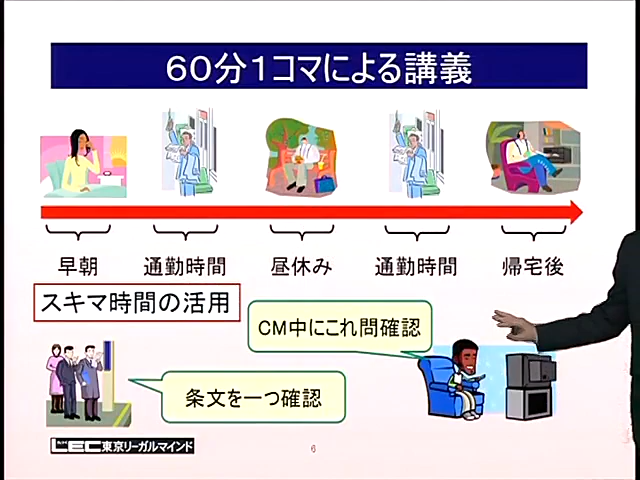 60分1コマによる講義
早朝
通勤時間
昼休み
通勤時間
帰宅後
スキマ時間の活用
CM中にこれ問確認
条文を一つ確認
LEC東京リーガルマインド
6